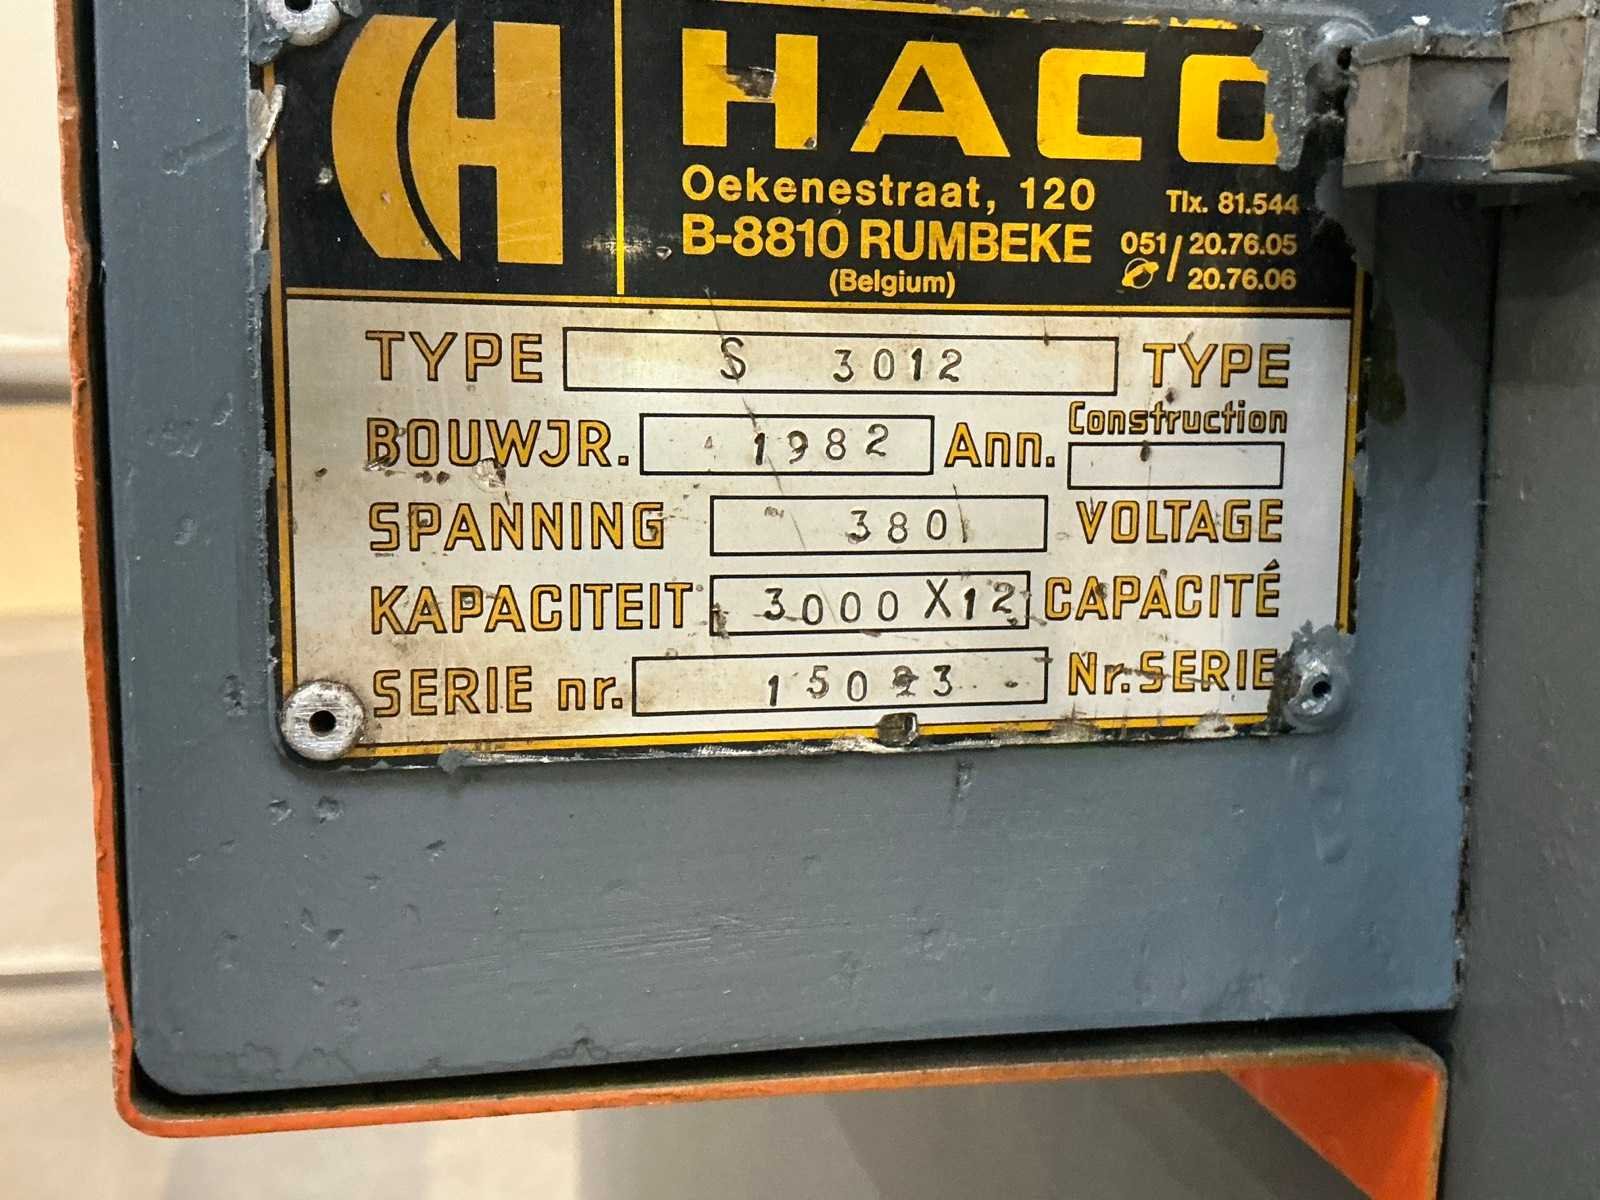 H HACO
Oekenestraat, 120 Tlx. 81.544
B-8810 RUMBEKE 051/20.76.05
(Belgium) 20.76.06
TYPE S 3012 TYPE
BOUWJR. 1982 Ann. Construction
SPANNING 380 VOLTAGE
KAPACITEIT 3000 X 12 CAPACITÉ
SERIE nr. Nr. SERIE